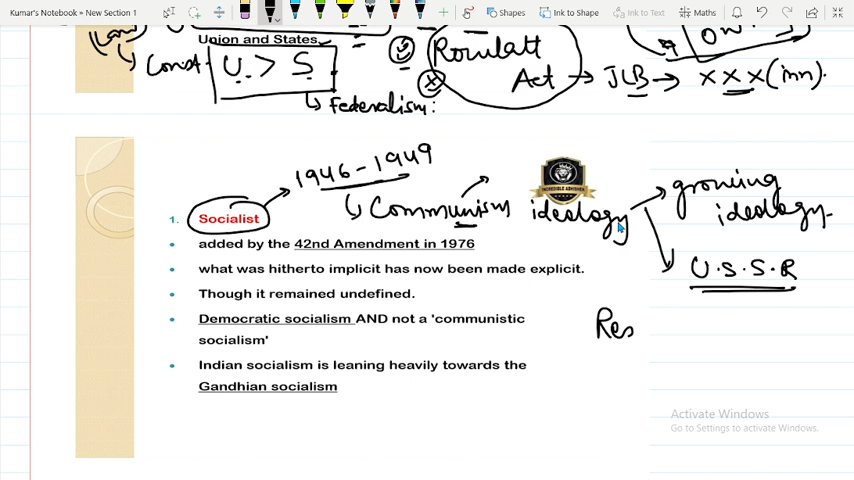 Kumar's Notebook » New Section 1
Shapes
Ink to Shape
Ink to Text
Maths
Union and States.
Const.
U. > S
Rowlatt
Act → JLB → X X X (inn).
Federalism:
1946-1949
Communism
INCREDIBLE ABHISHEK
ideology
growing
ideology.
U.S.S.R
1. Socialist
• added by the 42nd Amendment in 1976
• what was hitherto implicit has now been made explicit.
• Though it remained undefined.
• Democratic socialism AND not a 'communistic
socialism'
• Indian socialism is leaning heavily towards the
Gandhian socialism
Res
Activate Windows
Go to Settings to activate Windows.